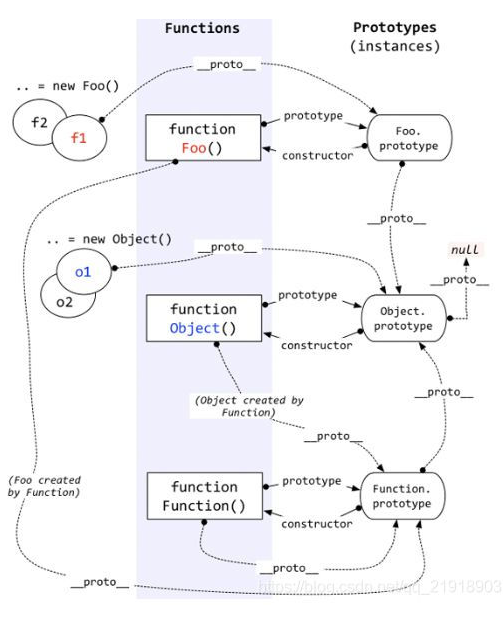 Functions
Prototypes
(instances)
.. = new Foo()
__proto__
f2
f1
function
Foo()
prototype
constructor
Foo.
prototype
__proto__
.. = new Object()
__proto__
null
__proto__
o1
o2
function
Object()
prototype
constructor
Object.
prototype
(Object created by
Function)
__proto__
__proto__
(Foo created
by Function)
function
Function()
prototype
constructor
Function.
prototype
__proto__
__proto__
https://blog.csdn.net/qq_21918903